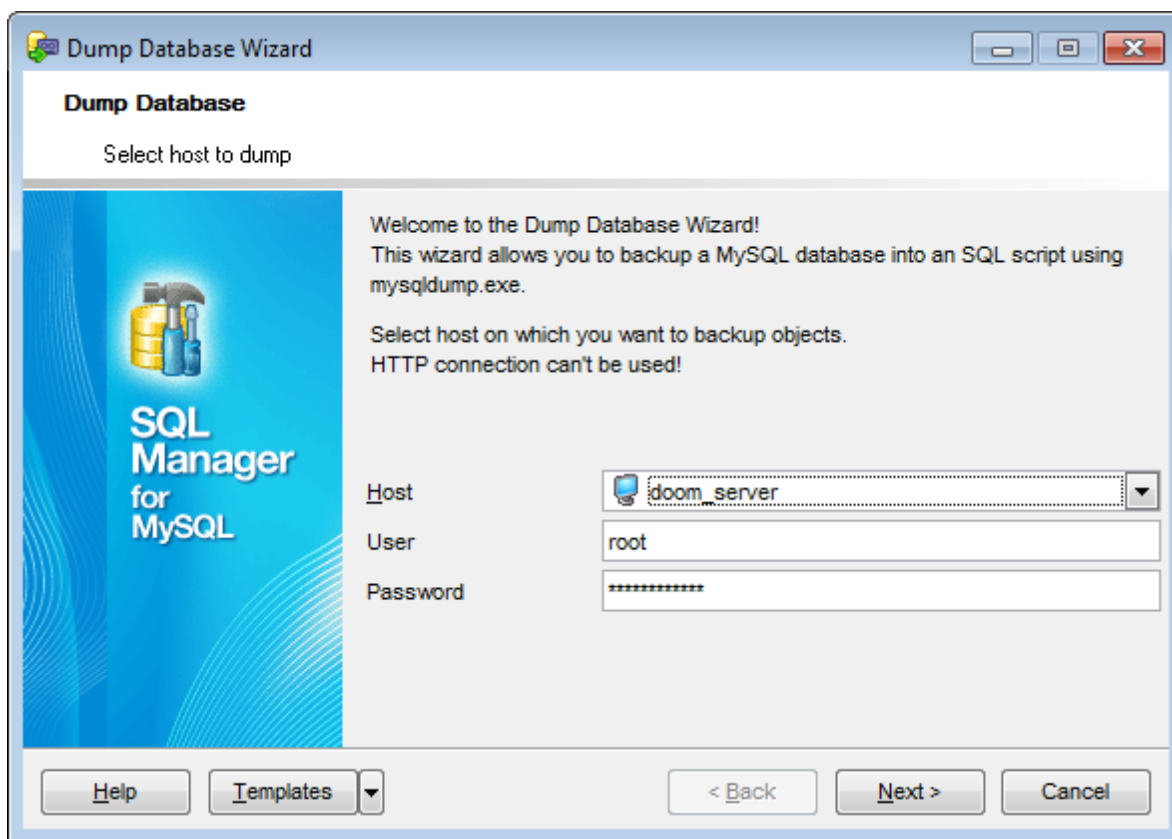 Dump Database Wizard
Dump Database
Select host to dump
Welcome to the Dump Database Wizard!
This wizard allows you to backup a MySQL database into an SQL script using
mysqldump.exe.
Select host on which you want to backup objects.
HTTP connection can't be used!
SQL
Manager
for
MySQL
Host
doom_server
User
root
Password
************
Help
Templates
< Back
Next >
Cancel